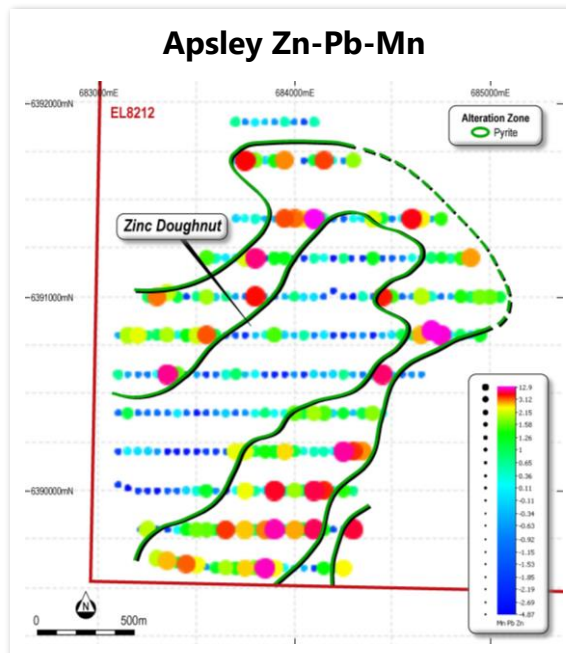 Apsley Zn-Pb-Mn
683000mE
684000mE
685000mE
6392000mN
EL8212
Alteration Zone
Pyrite
Zinc Doughnut
6391000mN
12.9
3.12
2.15
1.58
1.26
1
0.65
0.36
0.12
-0.11
-0.34
-0.63
-0.92
-1.15
-1.53
-1.85
-2.19
-2.69
-4.87
Mn Pb Zn
6390000mN
N
0
500m